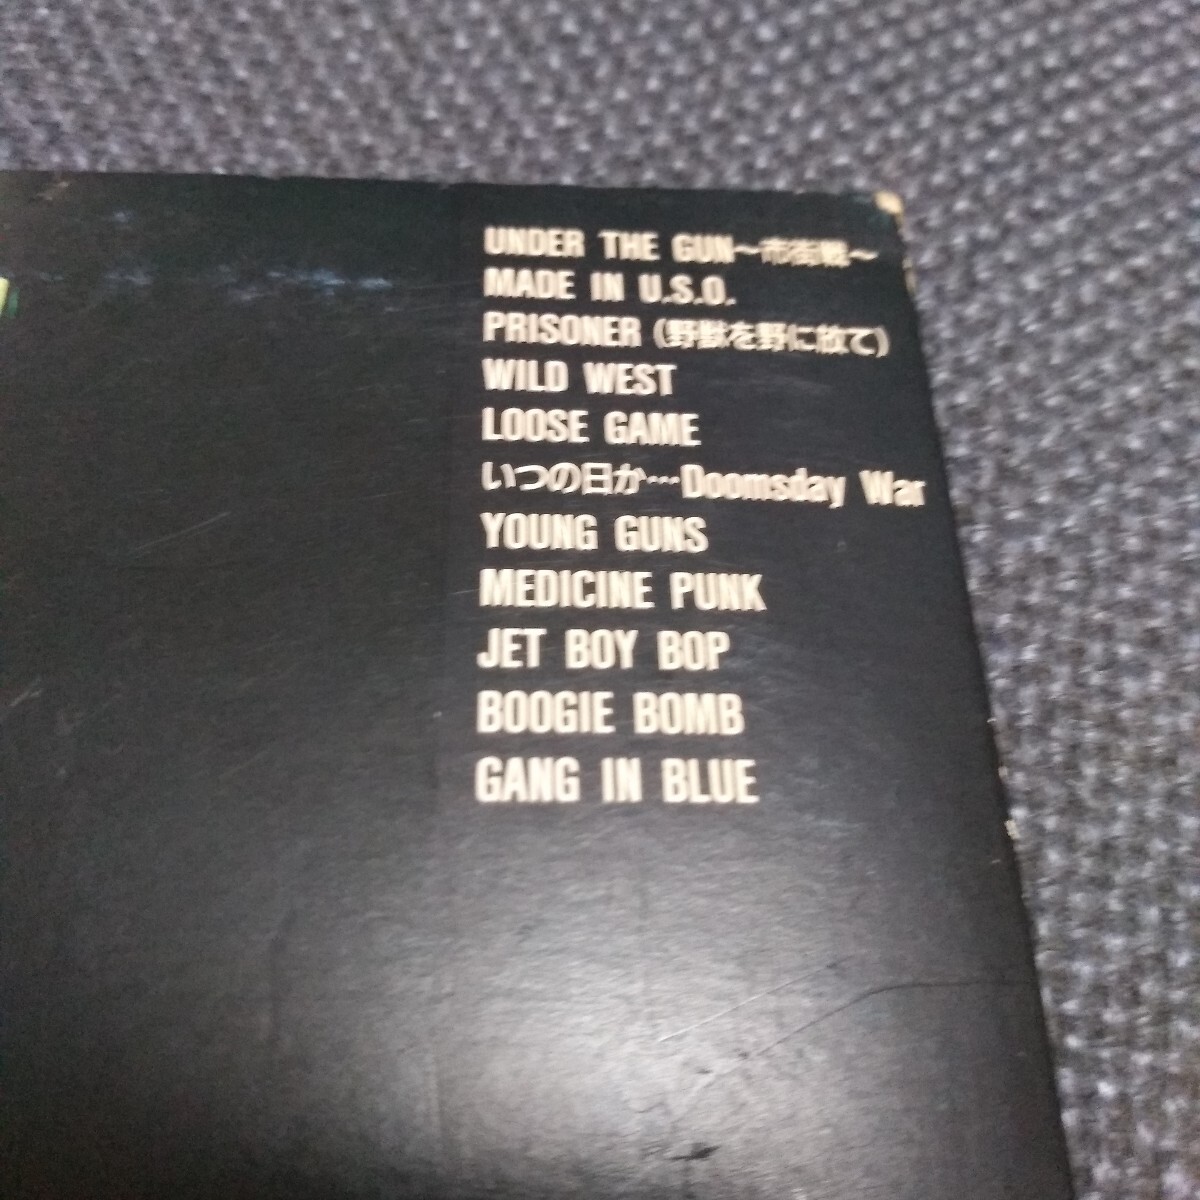 UNDER THE GUN〜市街戦〜
MADE IN U.S.O.
PRISONER (野獣を野に放て)
WILD WEST
LOOSE GAME
いつの日か…Doomsday War
YOUNG GUNS
MEDICINE PUNK
JET BOY BOP
BOOGIE BOMB
GANG IN BLUE